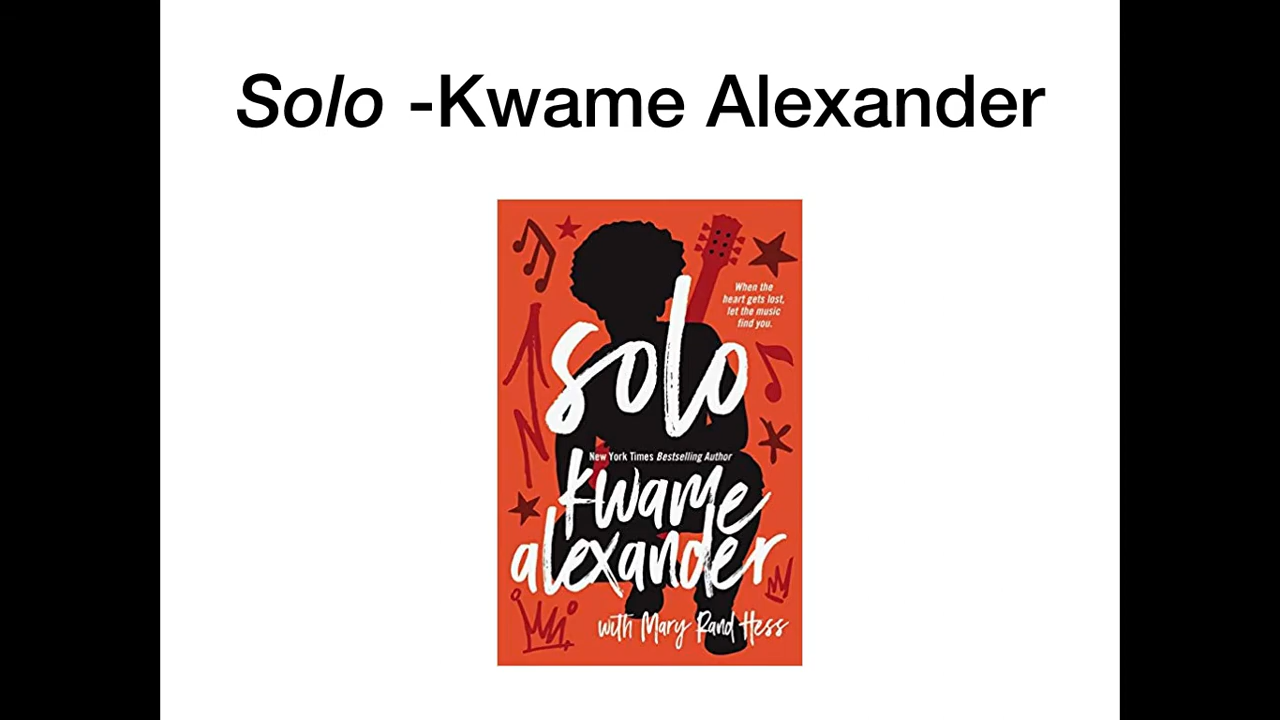 Solo -Kwame Alexander
When the
heart gets lost,
let the music
find you.
solo
New York Times Bestselling Author
kwame
alexander
with Mary Rand Hess